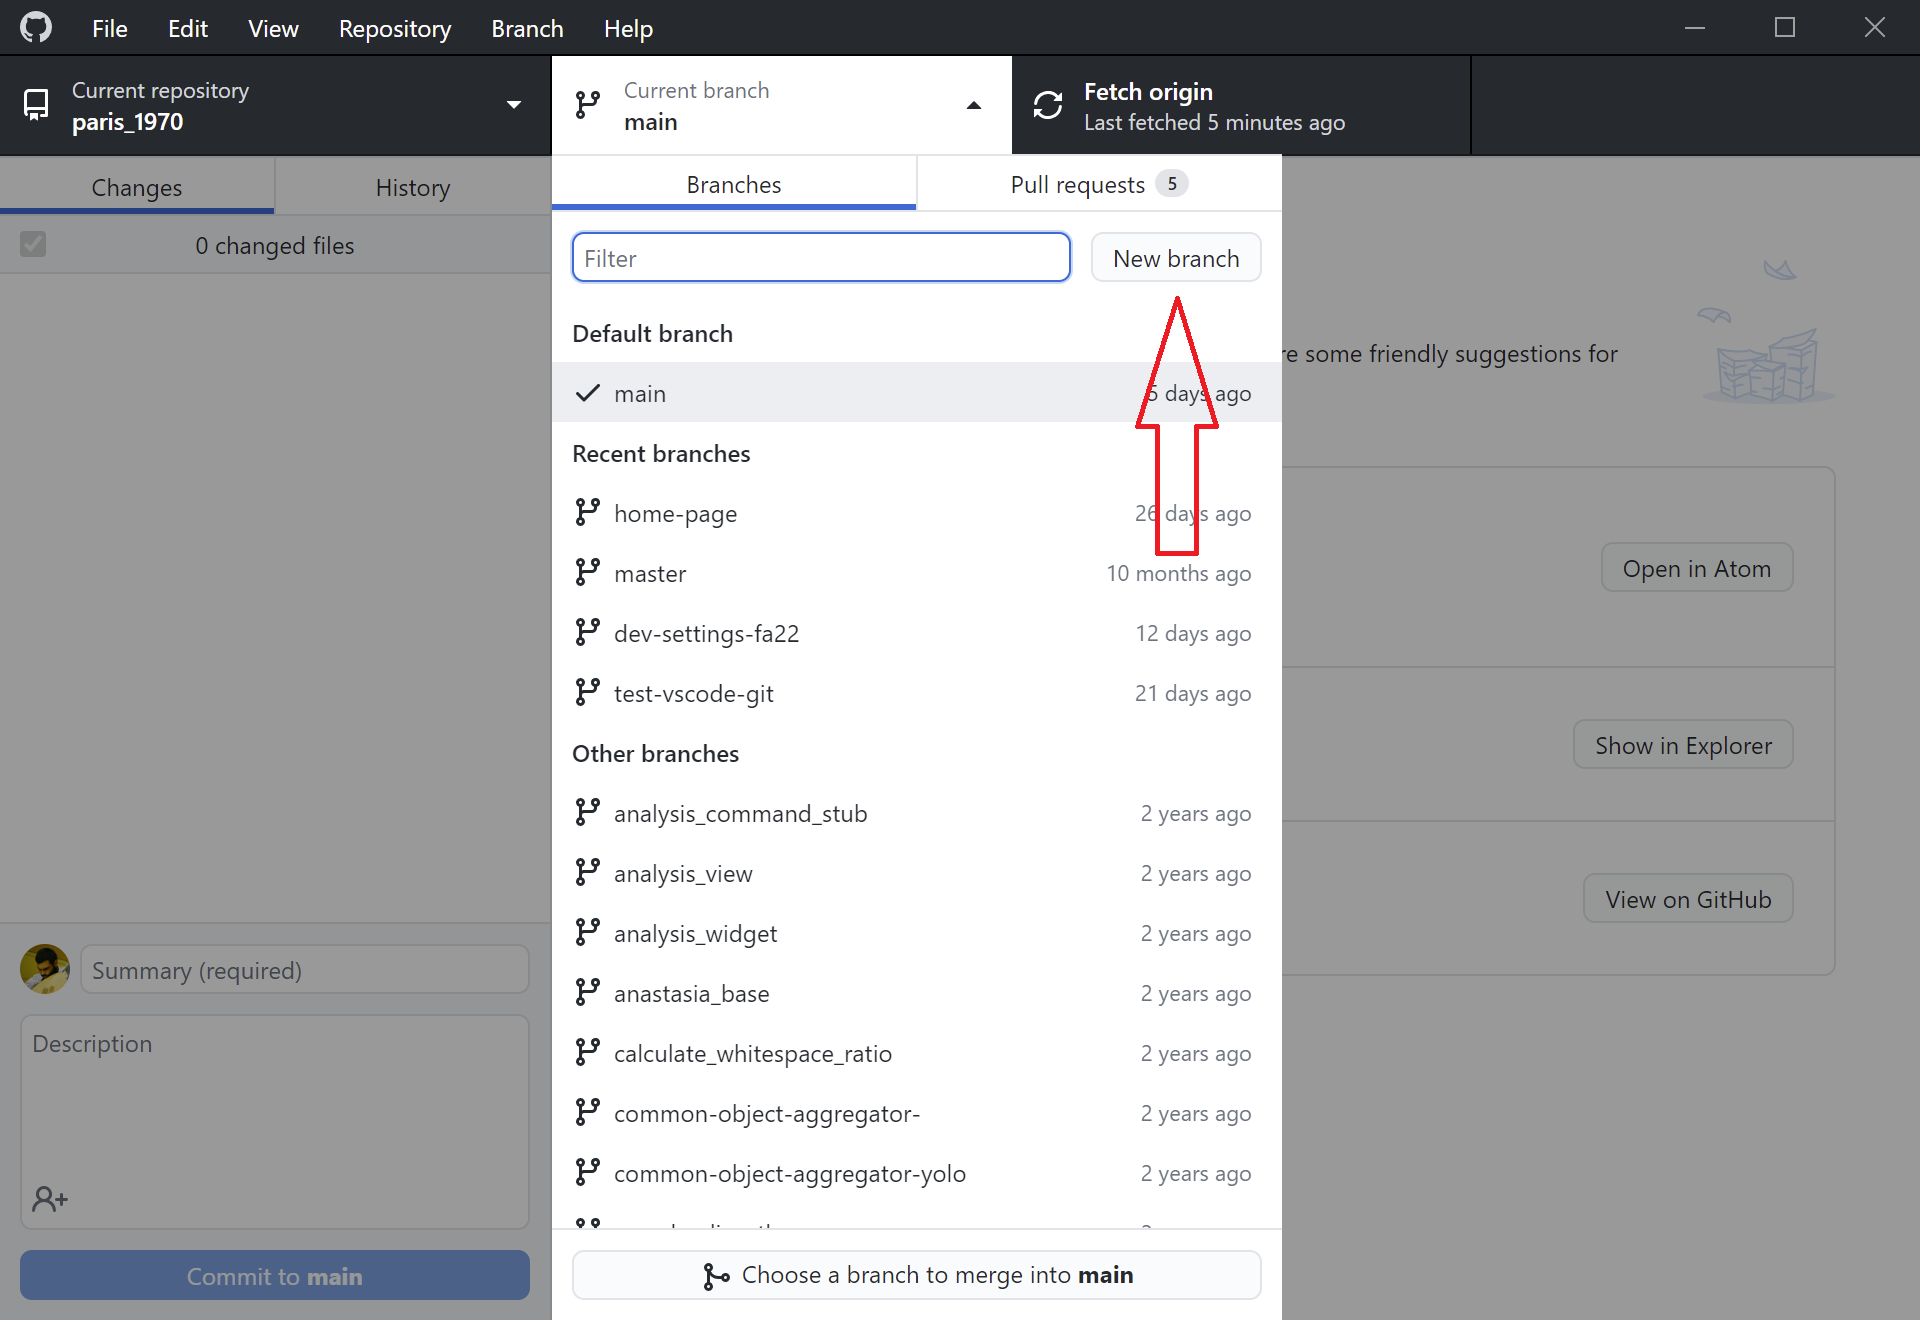 File Edit View Repository Branch Help
Current repository
paris_1970
Current branch
main
Fetch origin
Last fetched 5 minutes ago
Changes History
0 changed files
Branches Pull requests 5
Filter New branch
Default branch
main 5 days ago
Recent branches
home-page 26 days ago
master 10 months ago
dev-settings-fa22 12 days ago
test-vscode-git 21 days ago
Other branches
analysis_command_stub 2 years ago
analysis_view 2 years ago
analysis_widget 2 years ago
anastasia_base 2 years ago
calculate_whitespace_ratio 2 years ago
common-object-aggregator- 2 years ago
common-object-aggregator-yolo 2 years ago
Choose a branch to merge into main
some friendly suggestions for
Open in Atom
Show in Explorer
View on GitHub
Summary (required)
Description
Commit to main